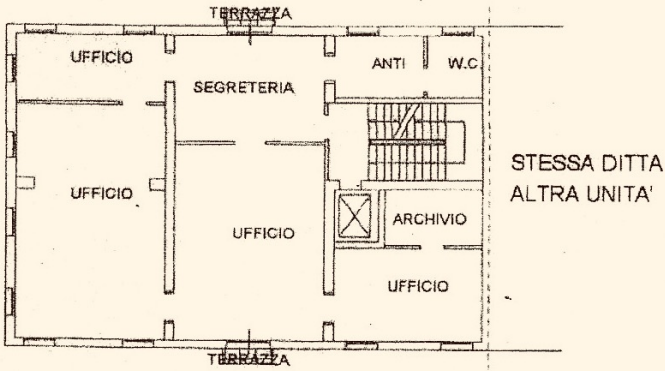 TERRAZZA
UFFICIO
SEGRETERIA
ANTI
W.C.
STESSA DITTA
ALTRA UNITA'
UFFICIO
UFFICIO
ARCHIVIO
UFFICIO
TERRAZZA